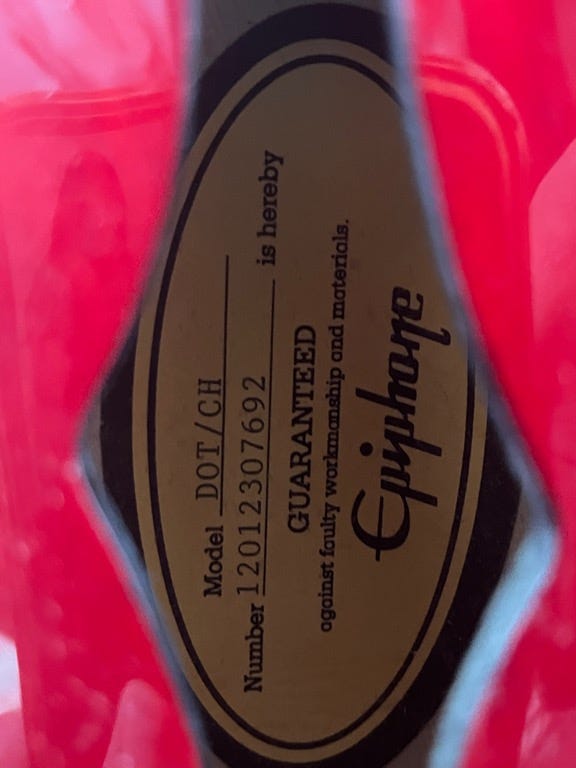 Model DOT/CH
Number 12012307692 is hereby
GUARANTEED
against faulty workmanship and materials.
Epiphone